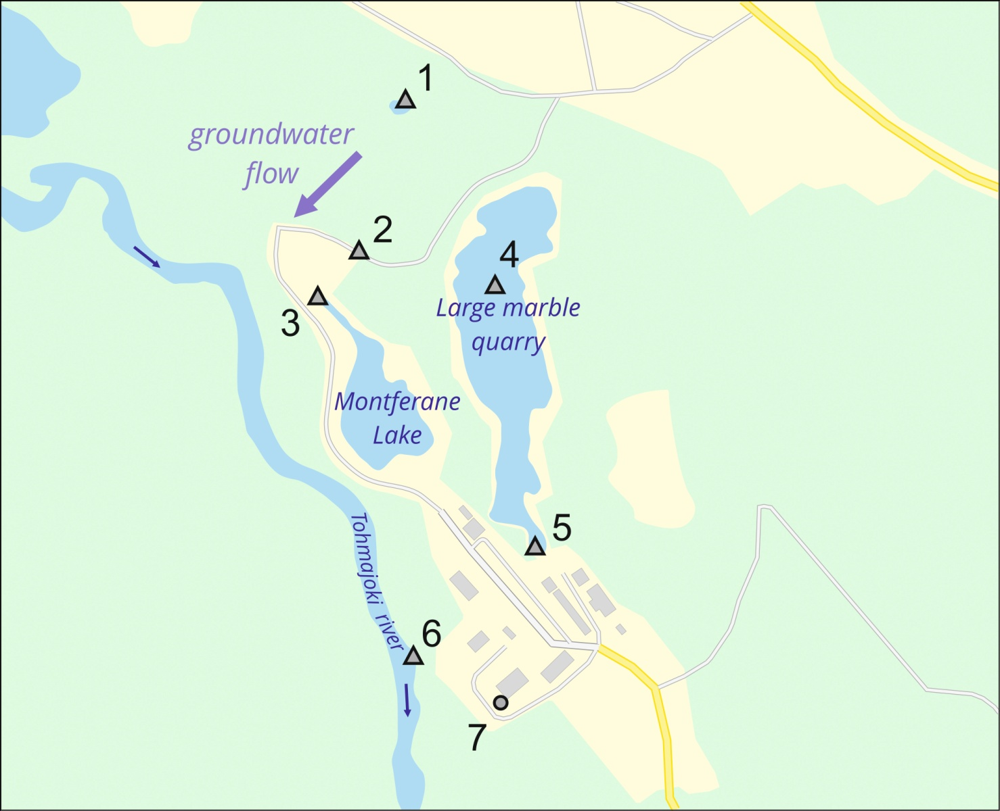 1
groundwater
flow
2
4
3
Large marble
quarry
Montferane
Lake
5
Tohmajoki river
6
7